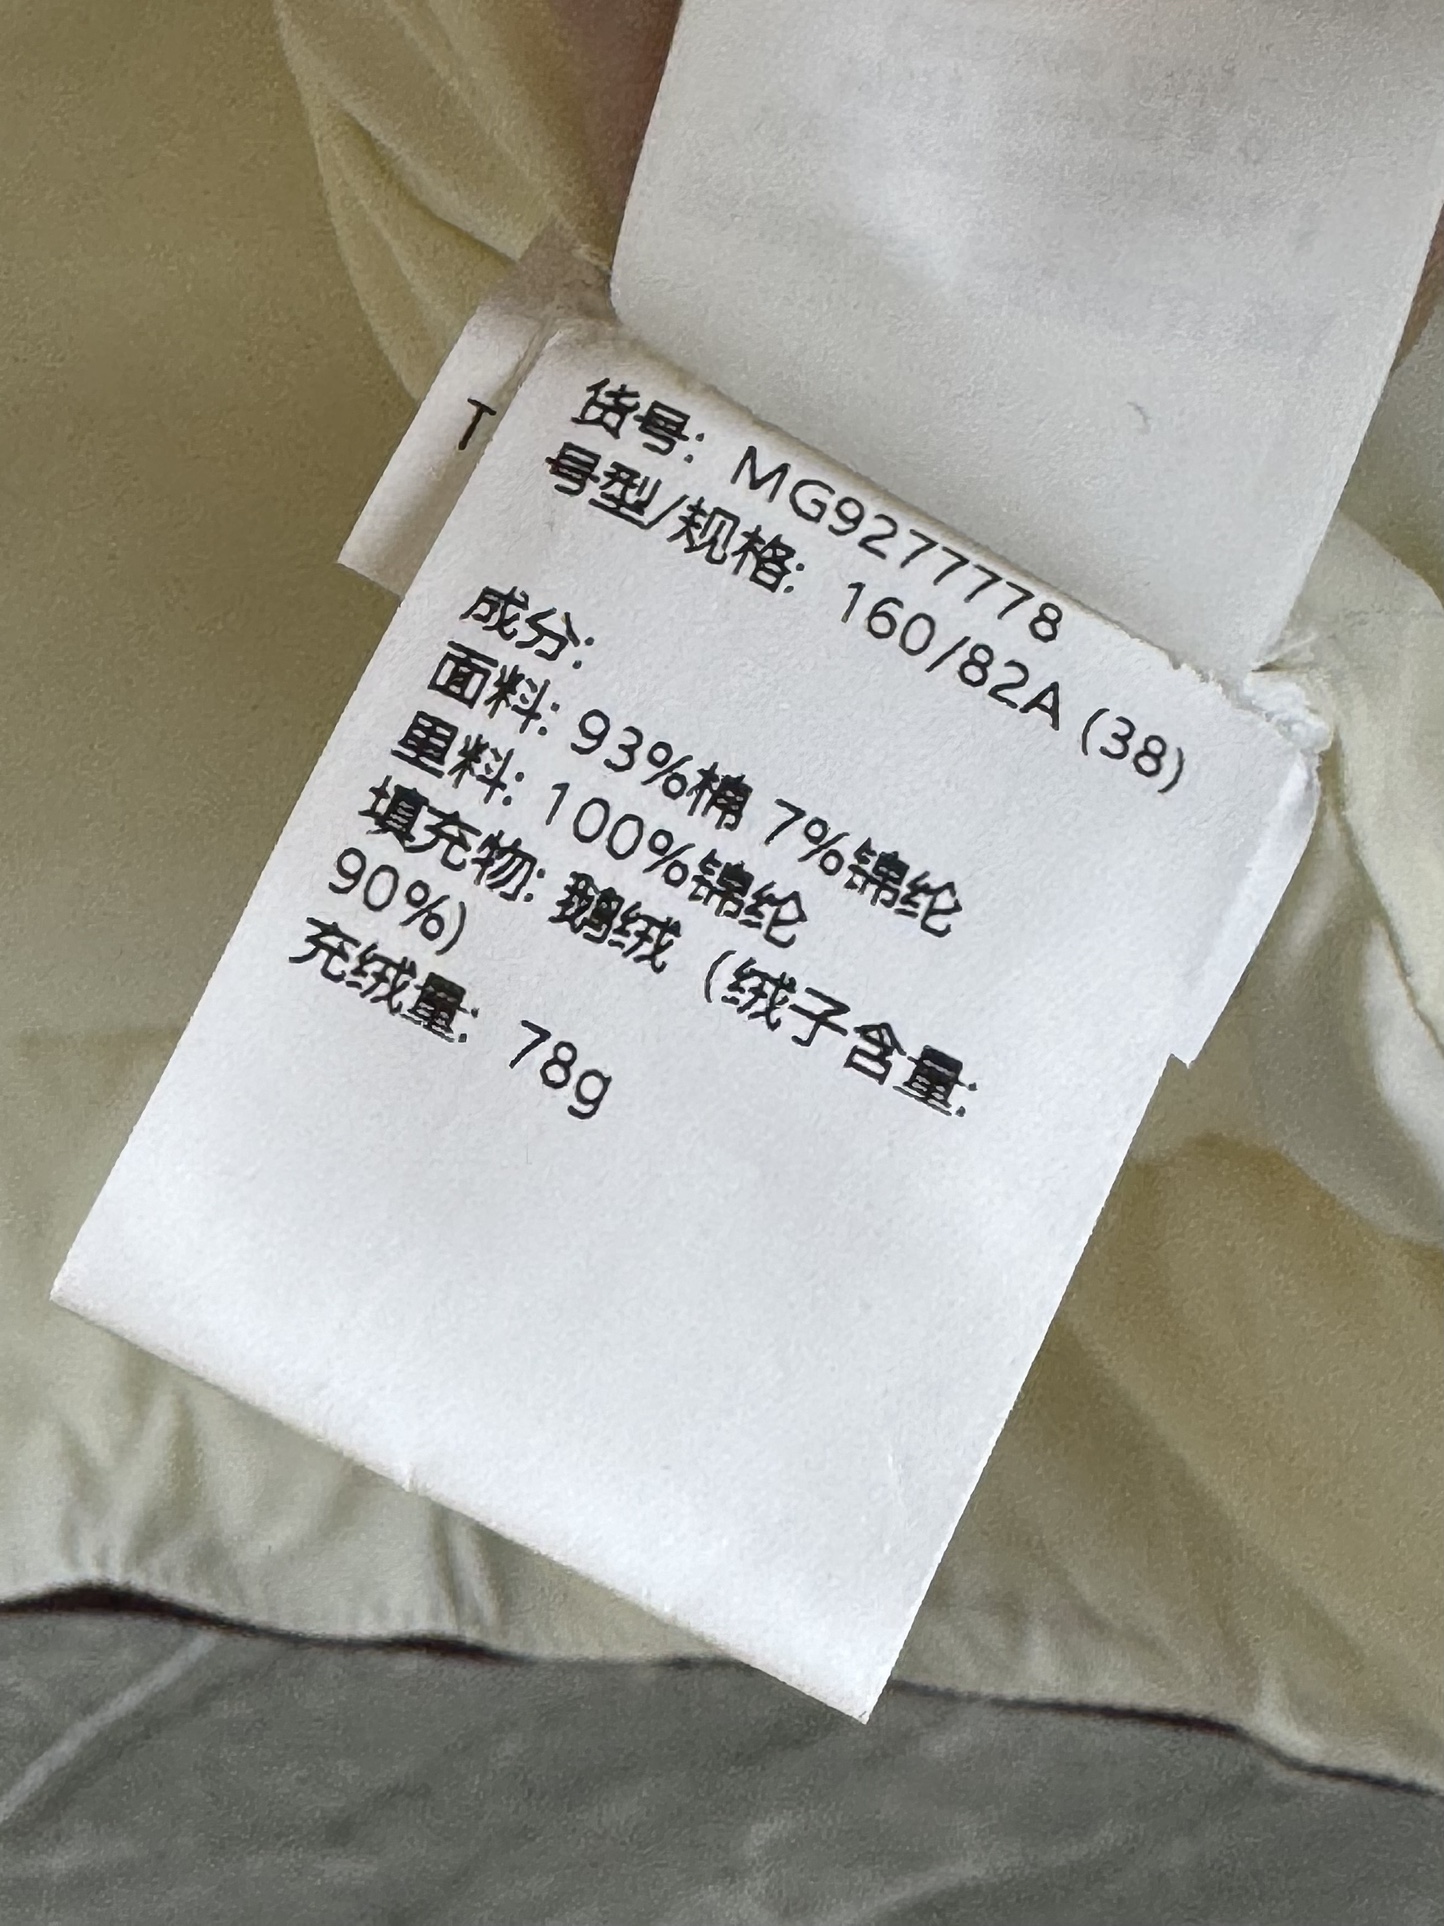 T
货号: MG9277778
号型/规格: 160/82A (38)
成分:
面料: 93%棉 7%锦纶
里料: 100%锦纶
填充物: 鹅绒 (绒子含量:
90%)
充绒量: 78g